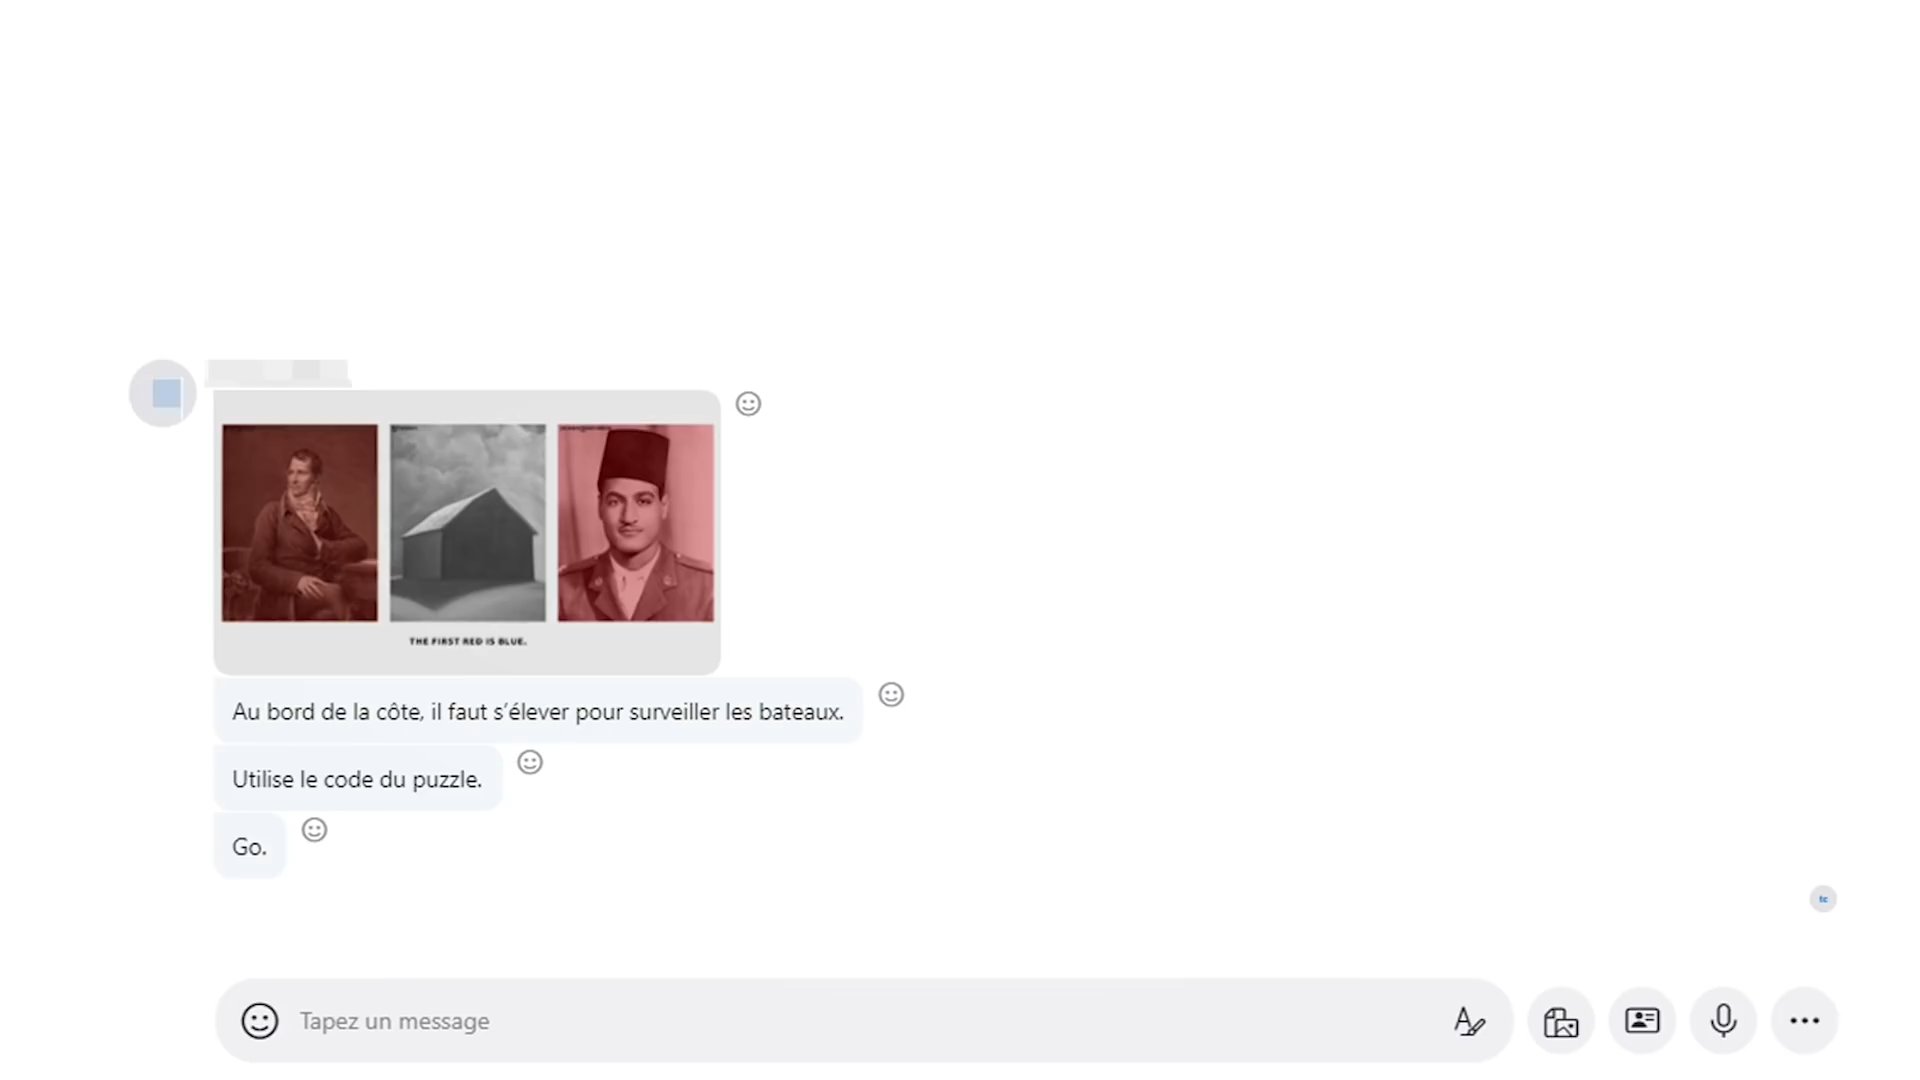 THE FIRST RED IS BLUE.
Au bord de la côte, il faut s’élever pour surveiller les bateaux.
Utilise le code du puzzle.
Go.
tc
Tapez un message